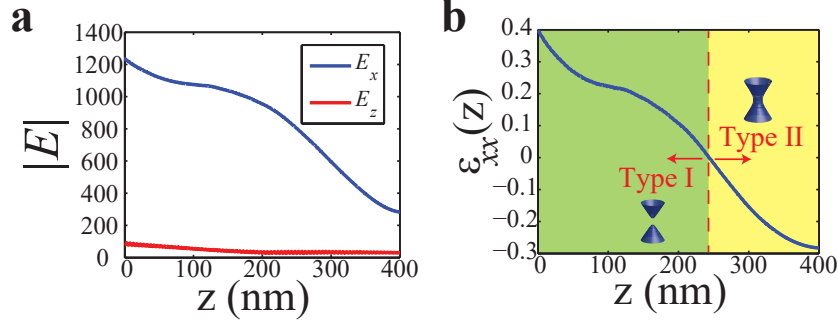 a
|E|
1400
1200
1000
800
600
400
200
0
E_x
E_z
0 100 200 300 400
z (nm)
b
ε_xx(z)
0.4
0.3
0.2
0.1
0
−0.1
−0.2
−0.3
Type II
Type I
0 100 200 300 400
z (nm)